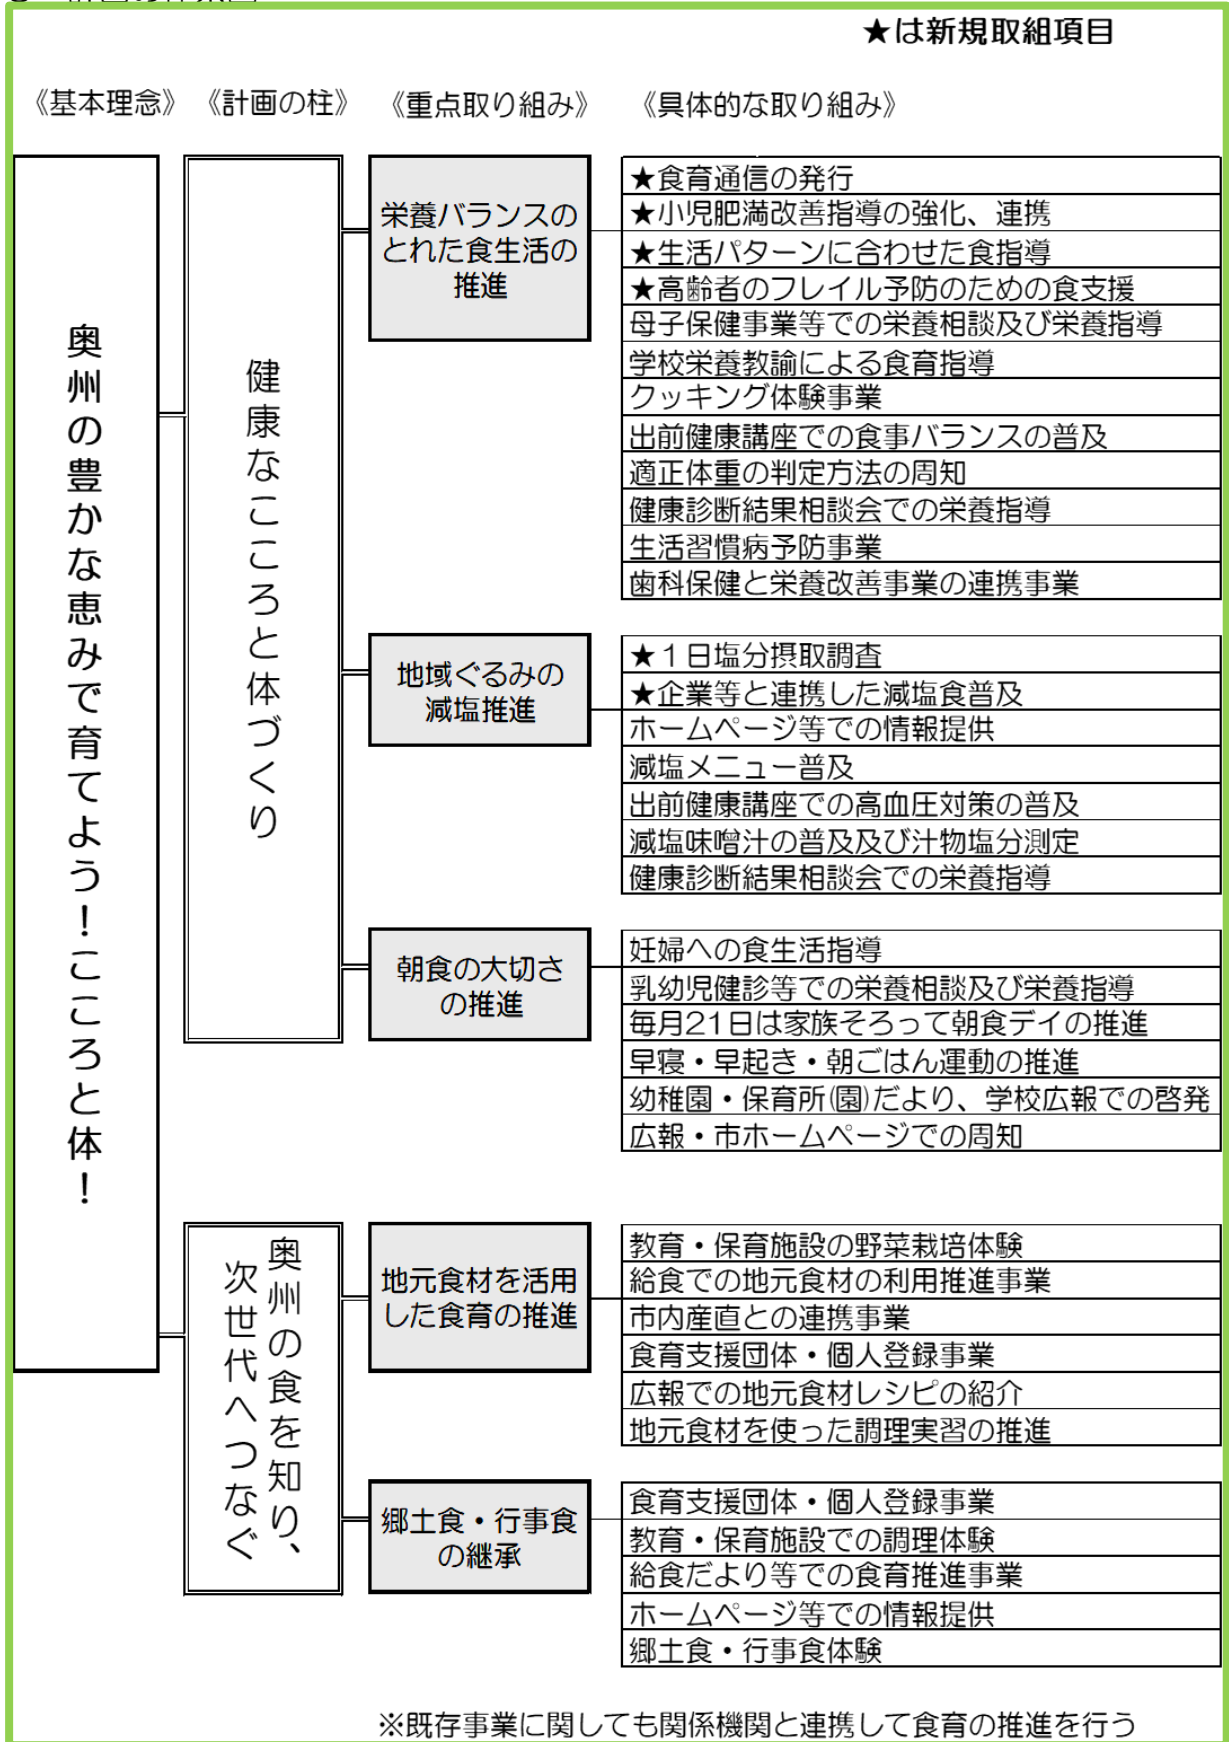 ★は新規取組項目
《基本理念》 《計画の柱》 《重点取り組み》 《具体的な取り組み》
奥州の豊かな恵みで育てよう！こころと体！
健康なこころと体づくり
栄養バランスの
とれた食生活の
推進
★食育通信の発行
★小児肥満改善指導の強化、連携
★生活パターンに合わせた食指導
★高齢者のフレイル予防のための食支援
母子保健事業等での栄養相談及び栄養指導
学校栄養教諭による食育指導
クッキング体験事業
出前健康講座での食事バランスの普及
適正体重の判定方法の周知
健康診断結果相談会での栄養指導
生活習慣病予防事業
歯科保健と栄養改善事業の連携事業
地域ぐるみの
減塩推進
★１日塩分摂取調査
★企業等と連携した減塩食普及
ホームページ等での情報提供
減塩メニュー普及
出前健康講座での高血圧対策の普及
減塩味噌汁の普及及び汁物塩分測定
健康診断結果相談会での栄養指導
朝食の大切さ
の推進
妊婦への食生活指導
乳幼児健診等での栄養相談及び栄養指導
毎月21日は家族そろって朝食デイの推進
早寝・早起き・朝ごはん運動の推進
幼稚園・保育所(園)だより、学校広報での啓発
広報・市ホームページでの周知
奥州の食を知り、
次世代へつなぐ
地元食材を活用
した食育の推進
教育・保育施設の野菜栽培体験
給食での地元食材の利用推進事業
市内産直との連携事業
食育支援団体・個人登録事業
広報での地元食材レシピの紹介
地元食材を使った調理実習の推進
郷土食・行事食
の継承
食育支援団体・個人登録事業
教育・保育施設での調理体験
給食だより等での食育推進事業
ホームページ等での情報提供
郷土食・行事食体験
※既存事業に関しても関係機関と連携して食育の推進を行う